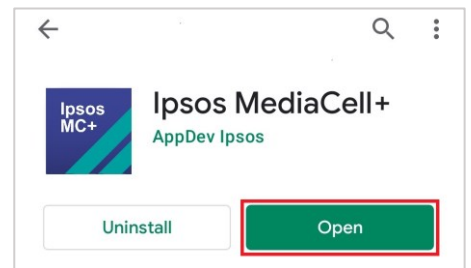 Ipsos
MC+
Ipsos MediaCell+
AppDev Ipsos
Uninstall
Open